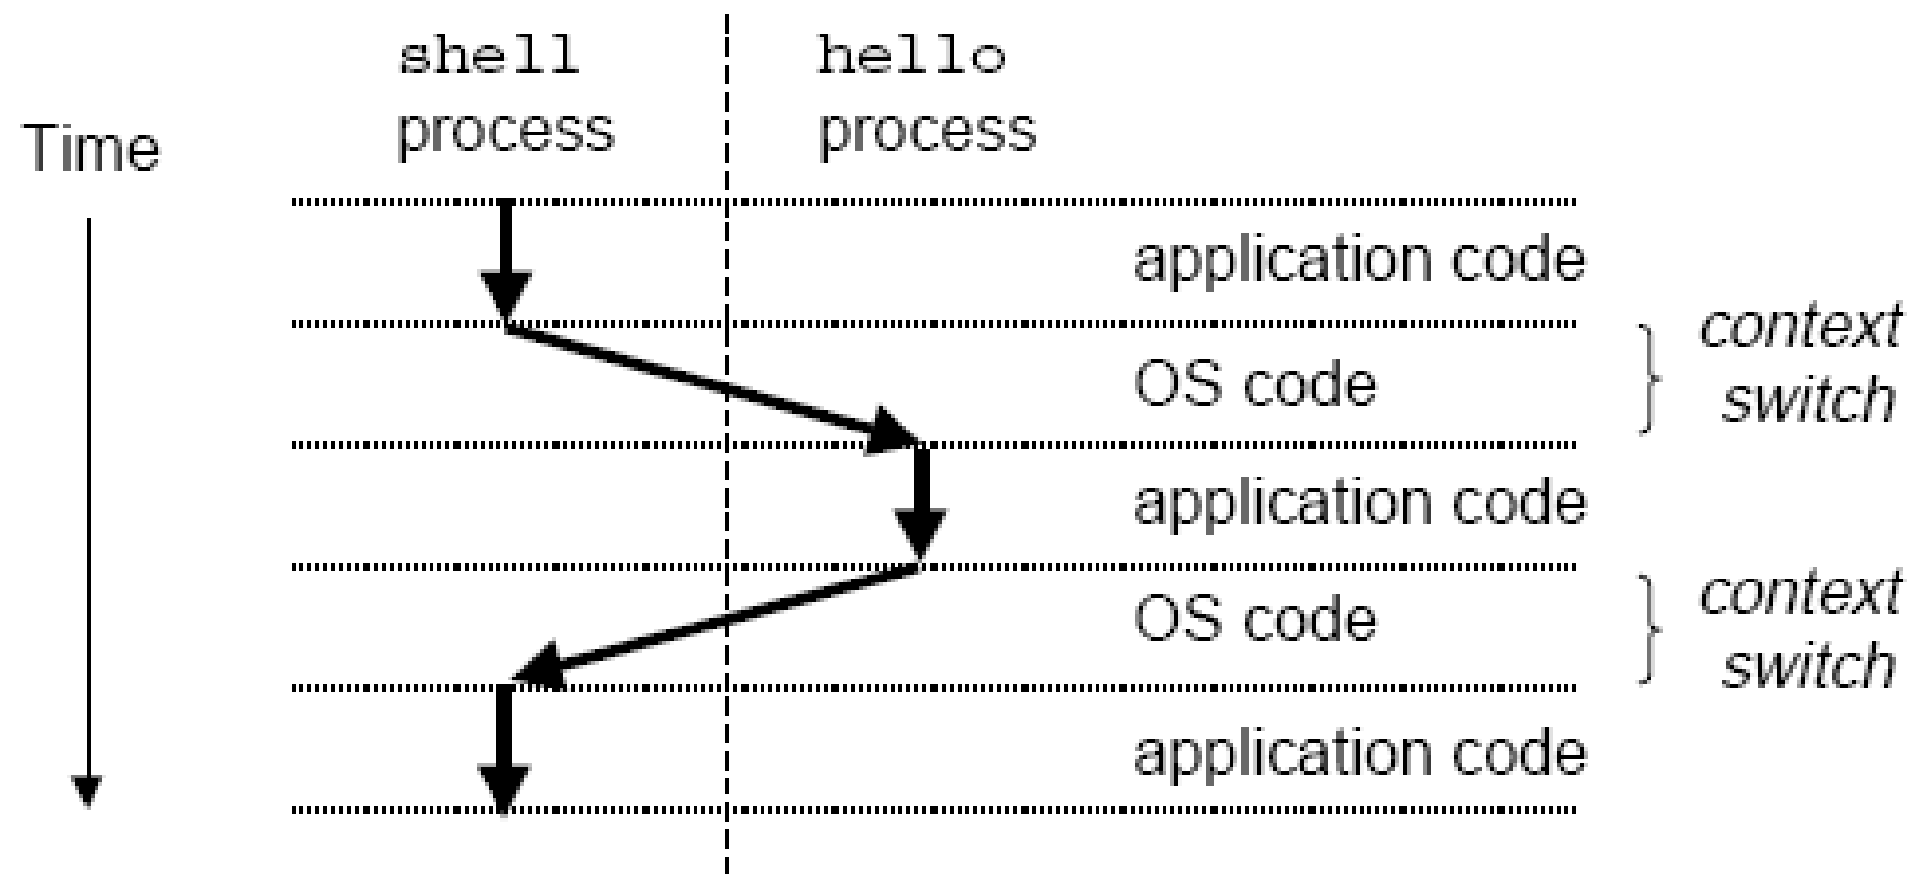 shell
process
hello
process
Time
application code
OS code
context
switch
application code
OS code
context
switch
application code